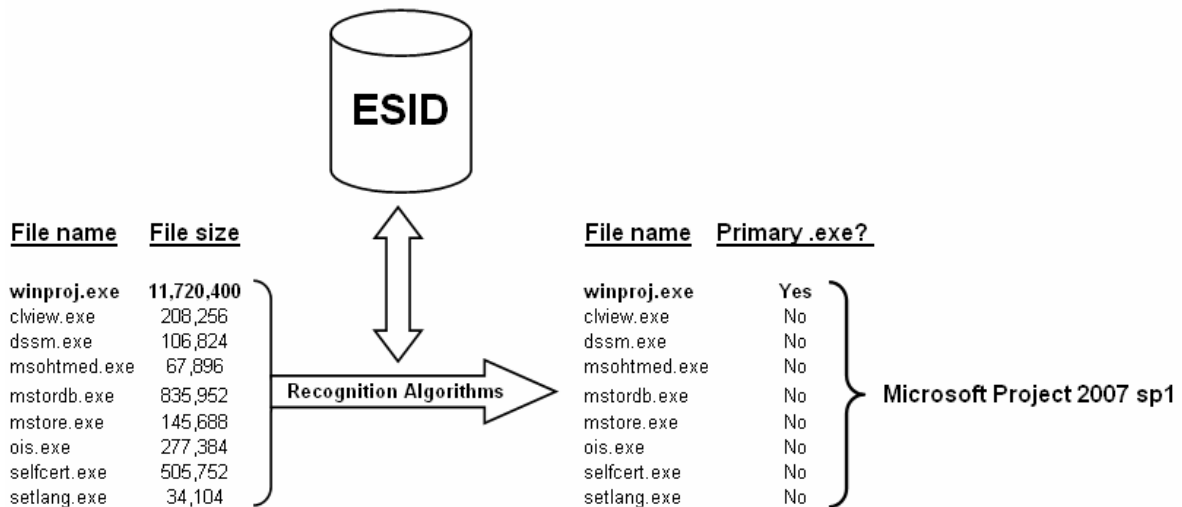 ESID
File name File size
winproj.exe 11,720,400
clview.exe 208,256
dssm.exe 106,824
msohtmed.exe 67,896
mstordb.exe 835,952
mstore.exe 145,688
ois.exe 277,384
selfcert.exe 505,752
setlang.exe 34,104
Recognition Algorithms
File name Primary .exe?
winproj.exe Yes
clview.exe No
dssm.exe No
msohtmed.exe No
mstordb.exe No
mstore.exe No
ois.exe No
selfcert.exe No
setlang.exe No
Microsoft Project 2007 sp1